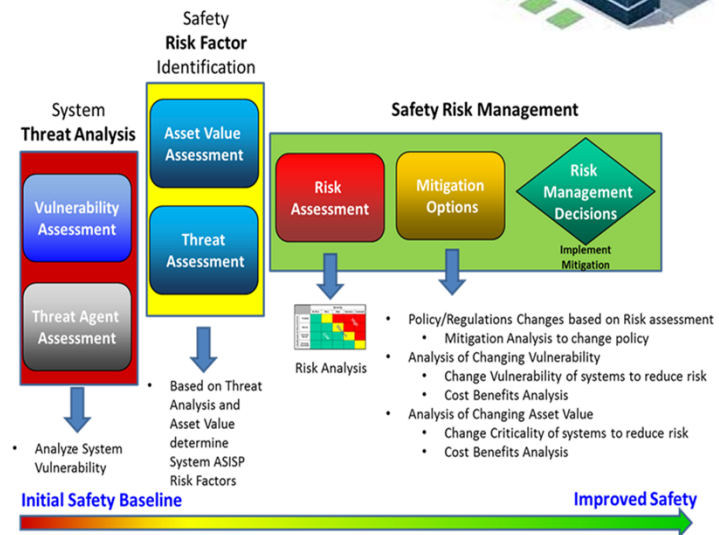 Safety
Risk Factor
Identification
System
Threat Analysis
Safety Risk Management
Asset Value
Assessment
Threat
Assessment
Vulnerability
Assessment
Threat Agent
Assessment
Risk
Assessment
Mitigation
Options
Risk
Management
Decisions
Implement
Mitigation
Risk Analysis
• Analyze System
Vulnerability
• Based on Threat
Analysis and
Asset Value
determine
System ASISP
Risk Factors
• Policy/Regulations Changes based on Risk assessment
• Mitigation Analysis to change policy
• Analysis of Changing Vulnerability
• Change Vulnerability of systems to reduce risk
• Cost Benefits Analysis
• Analysis of Changing Asset Value
• Change Criticality of systems to reduce risk
• Cost Benefits Analysis
Initial Safety Baseline
Improved Safety